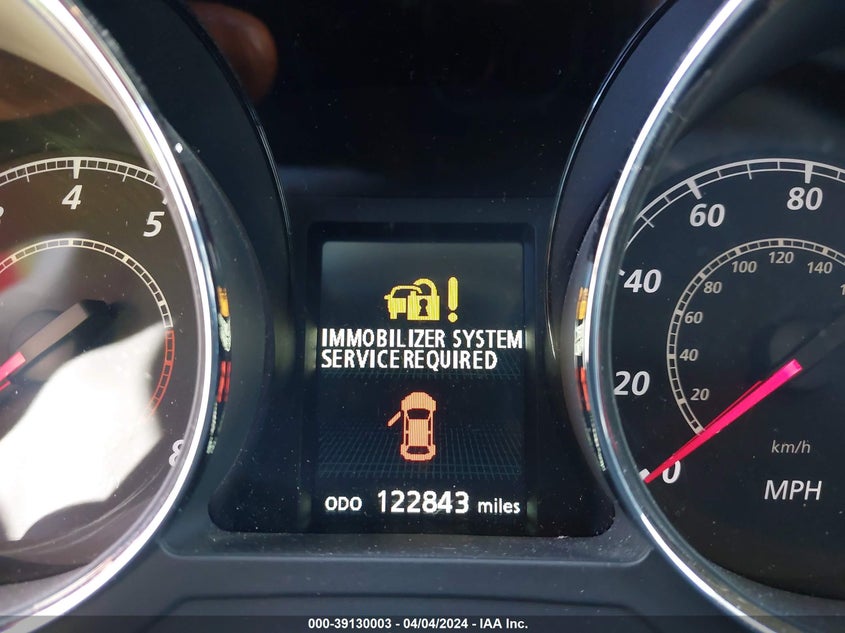 4
5
8
IMMOBILIZER SYSTEM
SERVICE REQUIRED
ODO 122843 miles
0
20
40
60
80
20
40
60
80
100
120
140
km/h
MPH
000-39130003 — 04/04/2024 — IAA Inc.